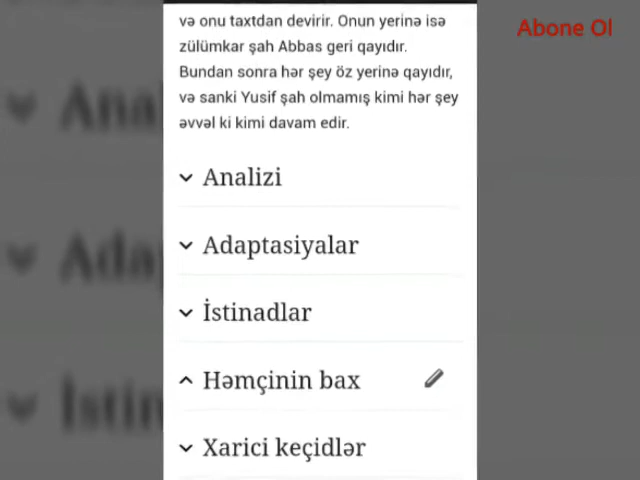 və onu taxtdan devirir. Onun yerinə isə
zülümkar şah Abbas geri qayıdır.
Bundan sonra hər şey öz yerinə qayıdır,
və sanki Yusif şah olmamış kimi hər şey
əvvəl ki kimi davam edir.
Abone Ol
Analizi
Adaptasiyalar
İstinadlar
Həmçinin bax
Xarici keçidlər